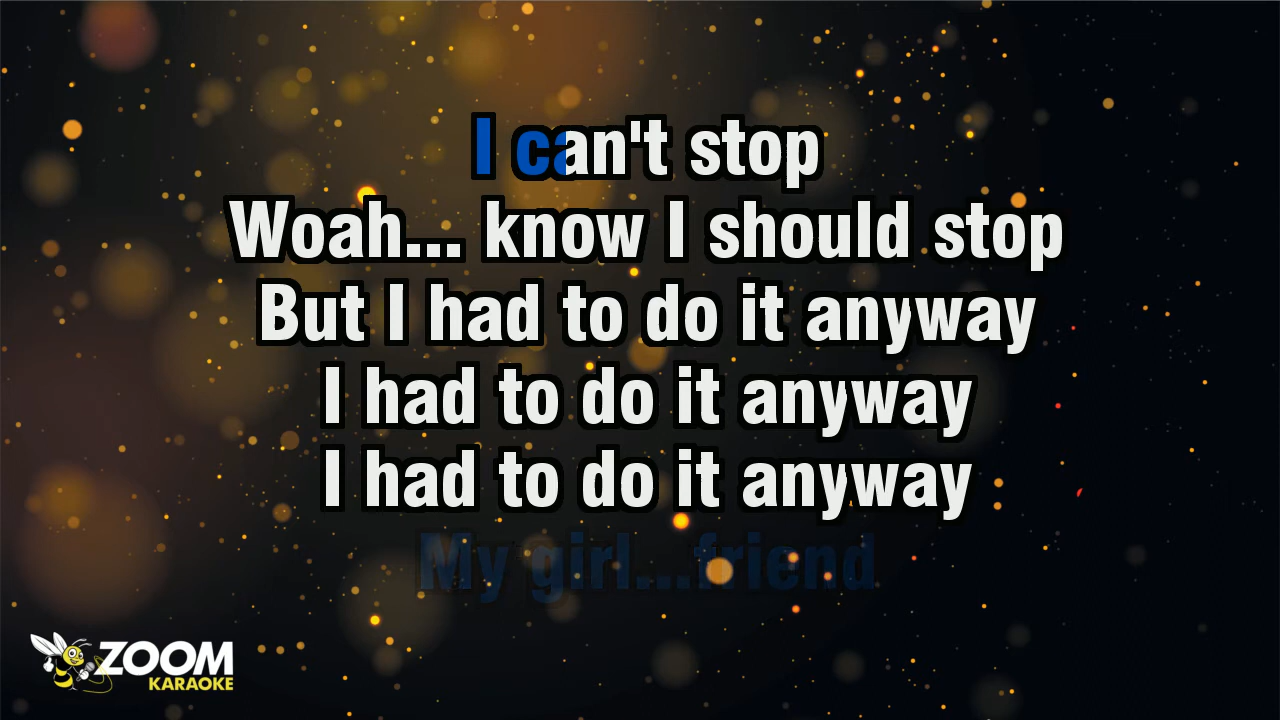 I can't stop
Woah... know I should stop
But I had to do it anyway
I had to do it anyway
I had to do it anyway
My girl...friend
ZOOM
KARAOKE